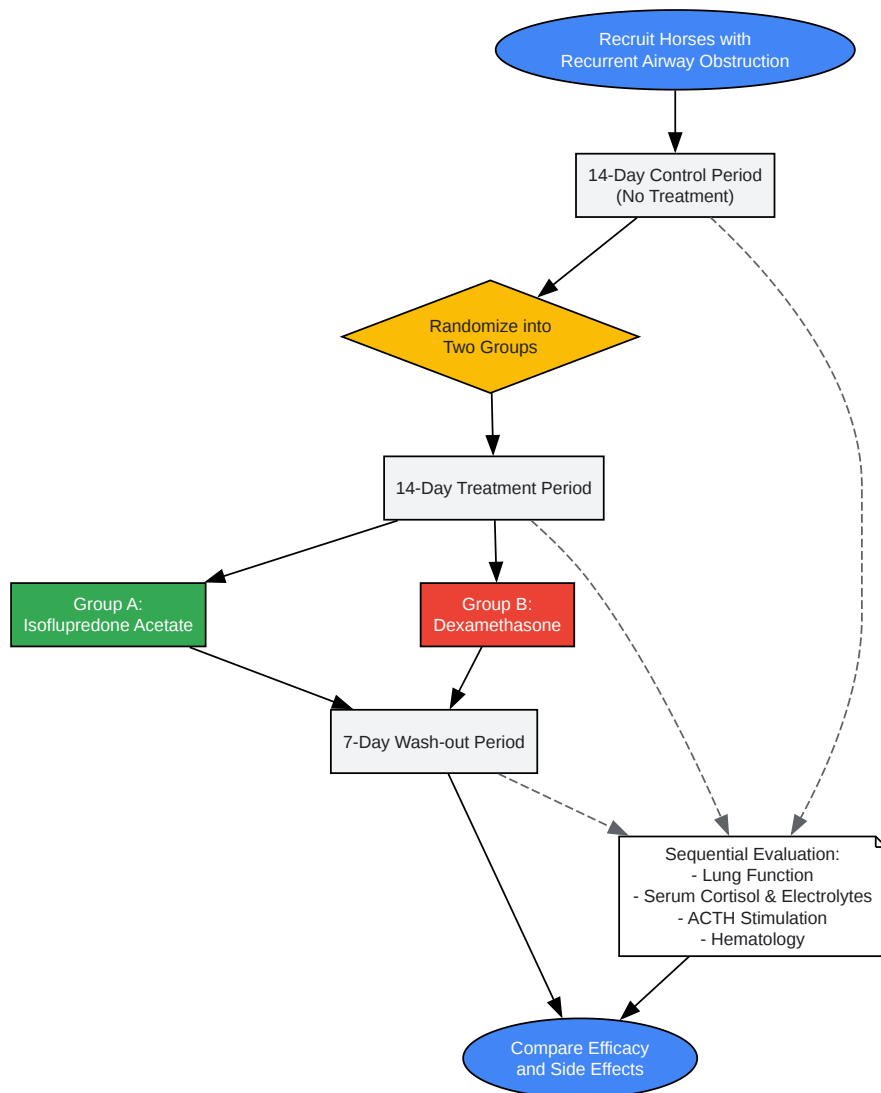 Recruit Horses with
Recurrent Airway Obstruction
14-Day Control Period
(No Treatment)
Randomize into
Two Groups
14-Day Treatment Period
Group A:
Isoflupredone Acetate
Group B:
Dexamethasone
7-Day Wash-out Period
Sequential Evaluation:
- Lung Function
- Serum Cortisol & Electrolytes
- ACTH Stimulation
- Hematology
Compare Efficacy
and Side Effects